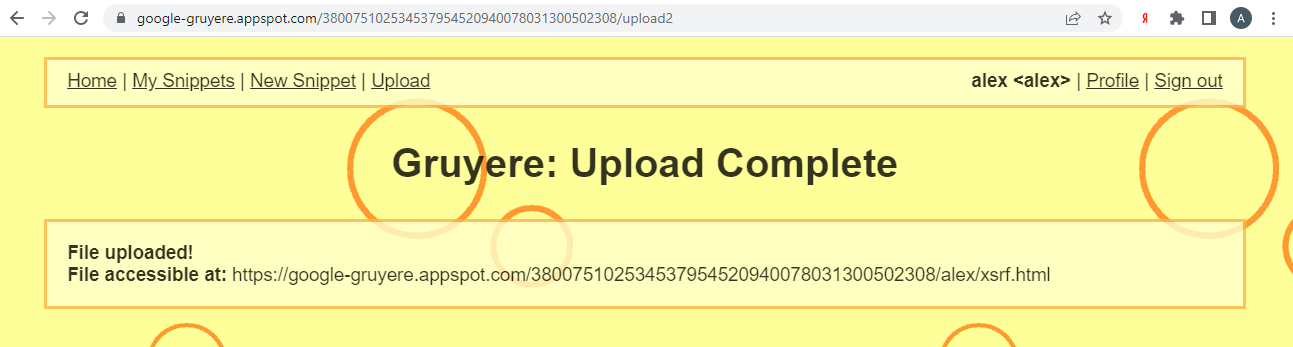 google-gruyere.appspot.com/380075102534537954520940078031300502308/upload2
Я
A
Home | My Snippets | New Snippet | Upload
alex <alex> | Profile | Sign out
Gruyere: Upload Complete
File uploaded!
File accessible at: https://google-gruyere.appspot.com/380075102534537954520940078031300502308/alex/xsrf.html